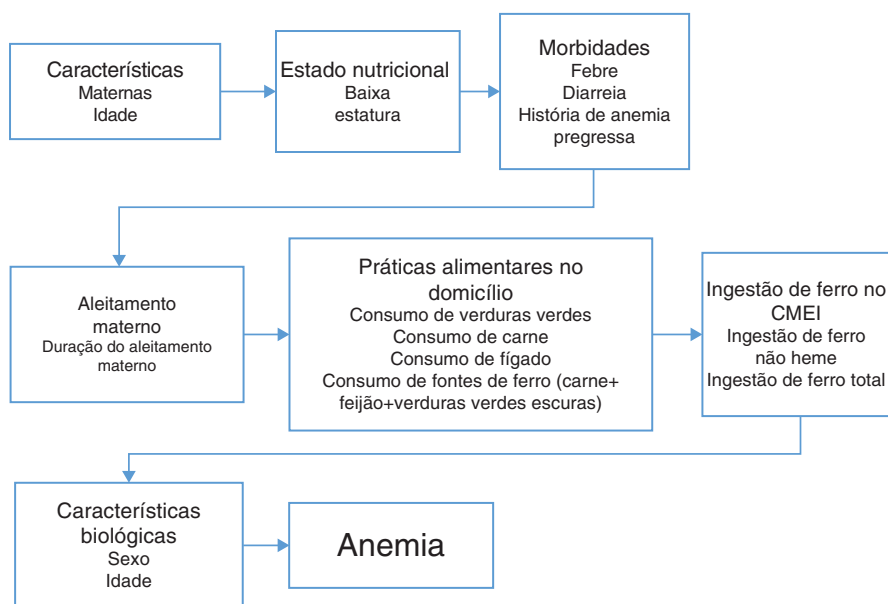 Características
Maternas
Idade
Estado nutricional
Baixa
estatura
Morbidades
Febre
Diarreia
História de anemia
pregressa
Aleitamento
materno
Duração do aleitamento
materno
Práticas alimentares no
domicílio
Consumo de verduras verdes
Consumo de carne
Consumo de fígado
Consumo de fontes de ferro (carne+
feijão+verduras verdes escuras)
Ingestão de ferro no
CMEI
Ingestão de ferro
não heme
Ingestão de ferro total
Características
biológicas
Sexo
Idade
Anemia